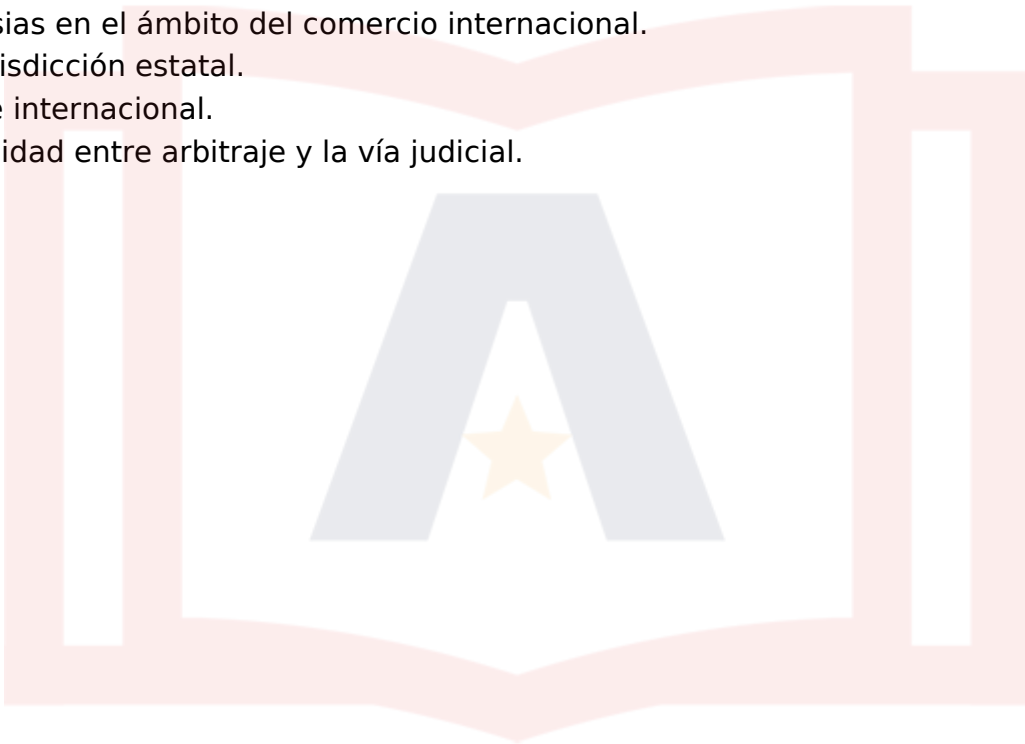 sias en el ámbito del comercio internacional.
isdicción estatal.
e internacional.
idad entre arbitraje y la vía judicial.